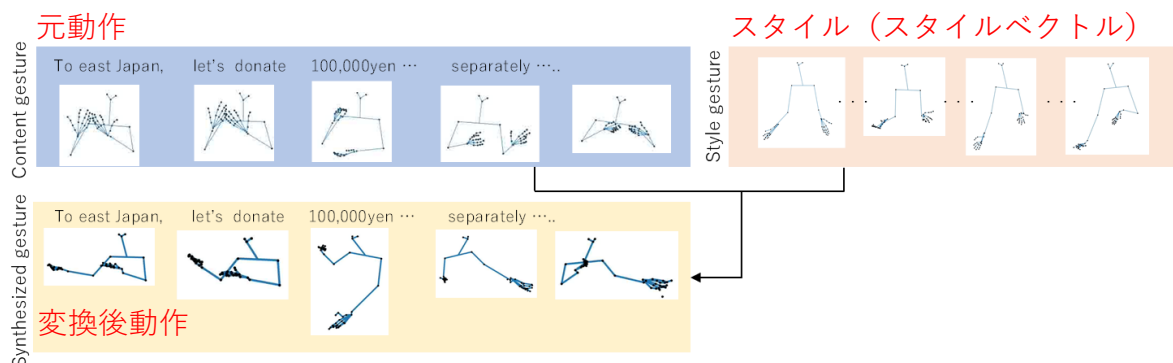 元動作
スタイル（スタイルベクトル）
Content gesture
To east Japan, let's donate 100,000yen … separately …..
Style gesture
・・・ ・・・ ・・・
Synthesized gesture
To east Japan, let's donate 100,000yen … separately …..
変換後動作